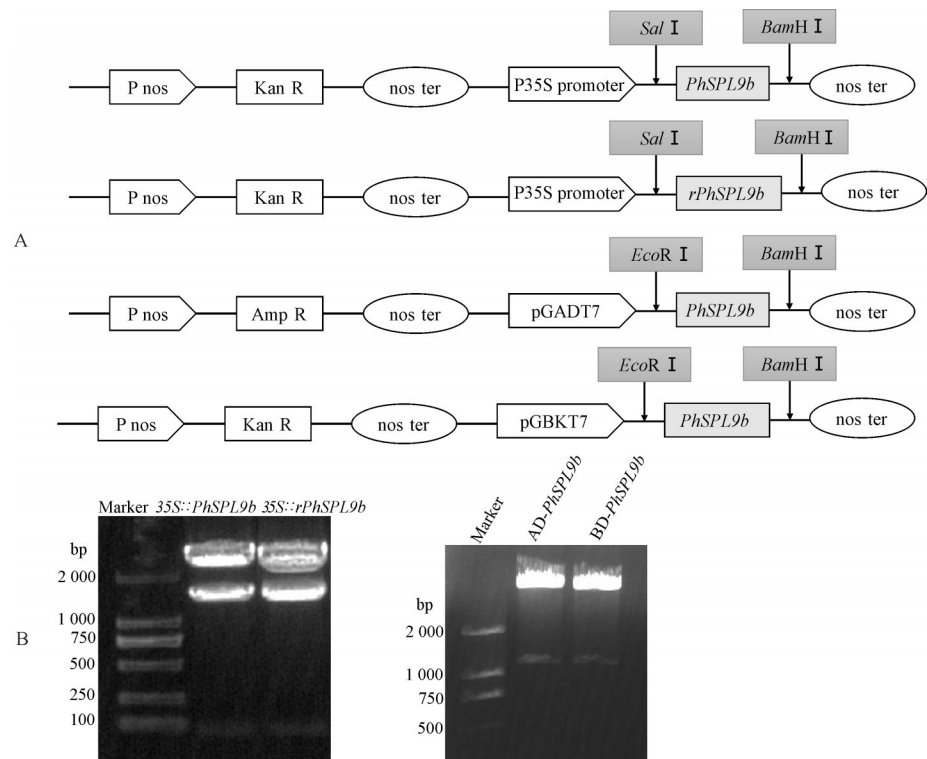 Sal I BamH I
P nos Kan R nos ter P35S promoter PhSPL9b nos ter
Sal I BamH I
P nos Kan R nos ter P35S promoter rPhSPL9b nos ter
A
EcoR I BamH I
P nos Amp R nos ter pGADT7 PhSPL9b nos ter
EcoR I BamH I
P nos Kan R nos ter pGBKT7 PhSPL9b nos ter
B
Marker 35S::PhSPL9b 35S::rPhSPL9b
bp
2 000
1 000
750
500
250
100
Marker
AD-PhSPL9b
BD-PhSPL9b
bp
2 000
1 000
750
500